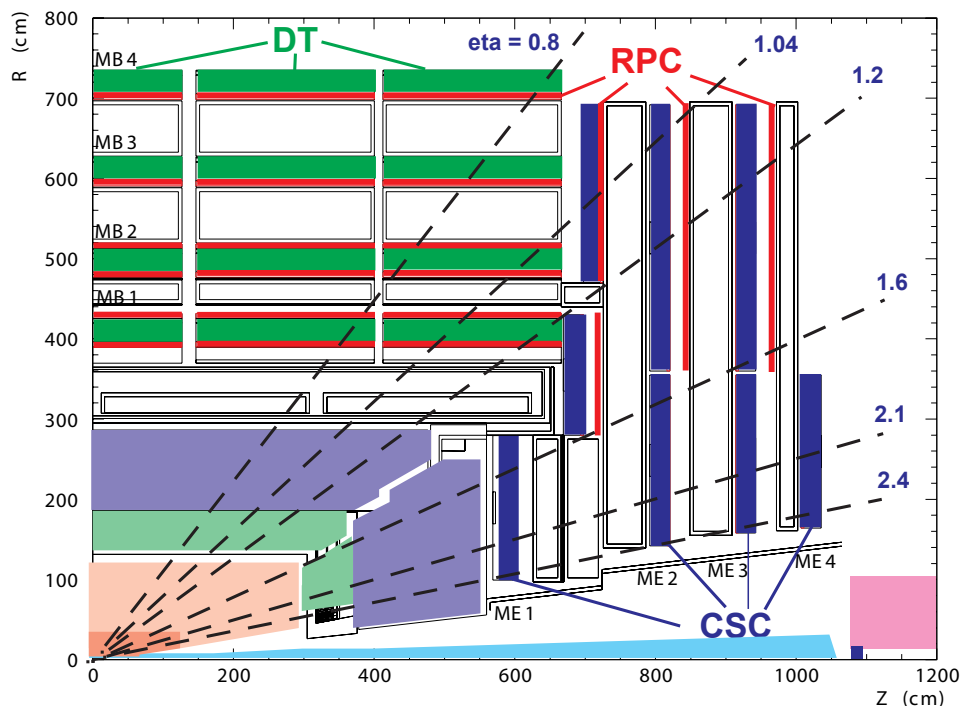 R (cm)
800
700
600
500
400
300
200
100
0
MB 4
MB 3
MB 2
MB 1
DT
eta = 0.8
RPC
1.04
1.2
1.6
2.1
2.4
ME 1
ME 2
ME 3
ME 4
CSC
0
200
400
600
800
1000
1200
Z (cm)